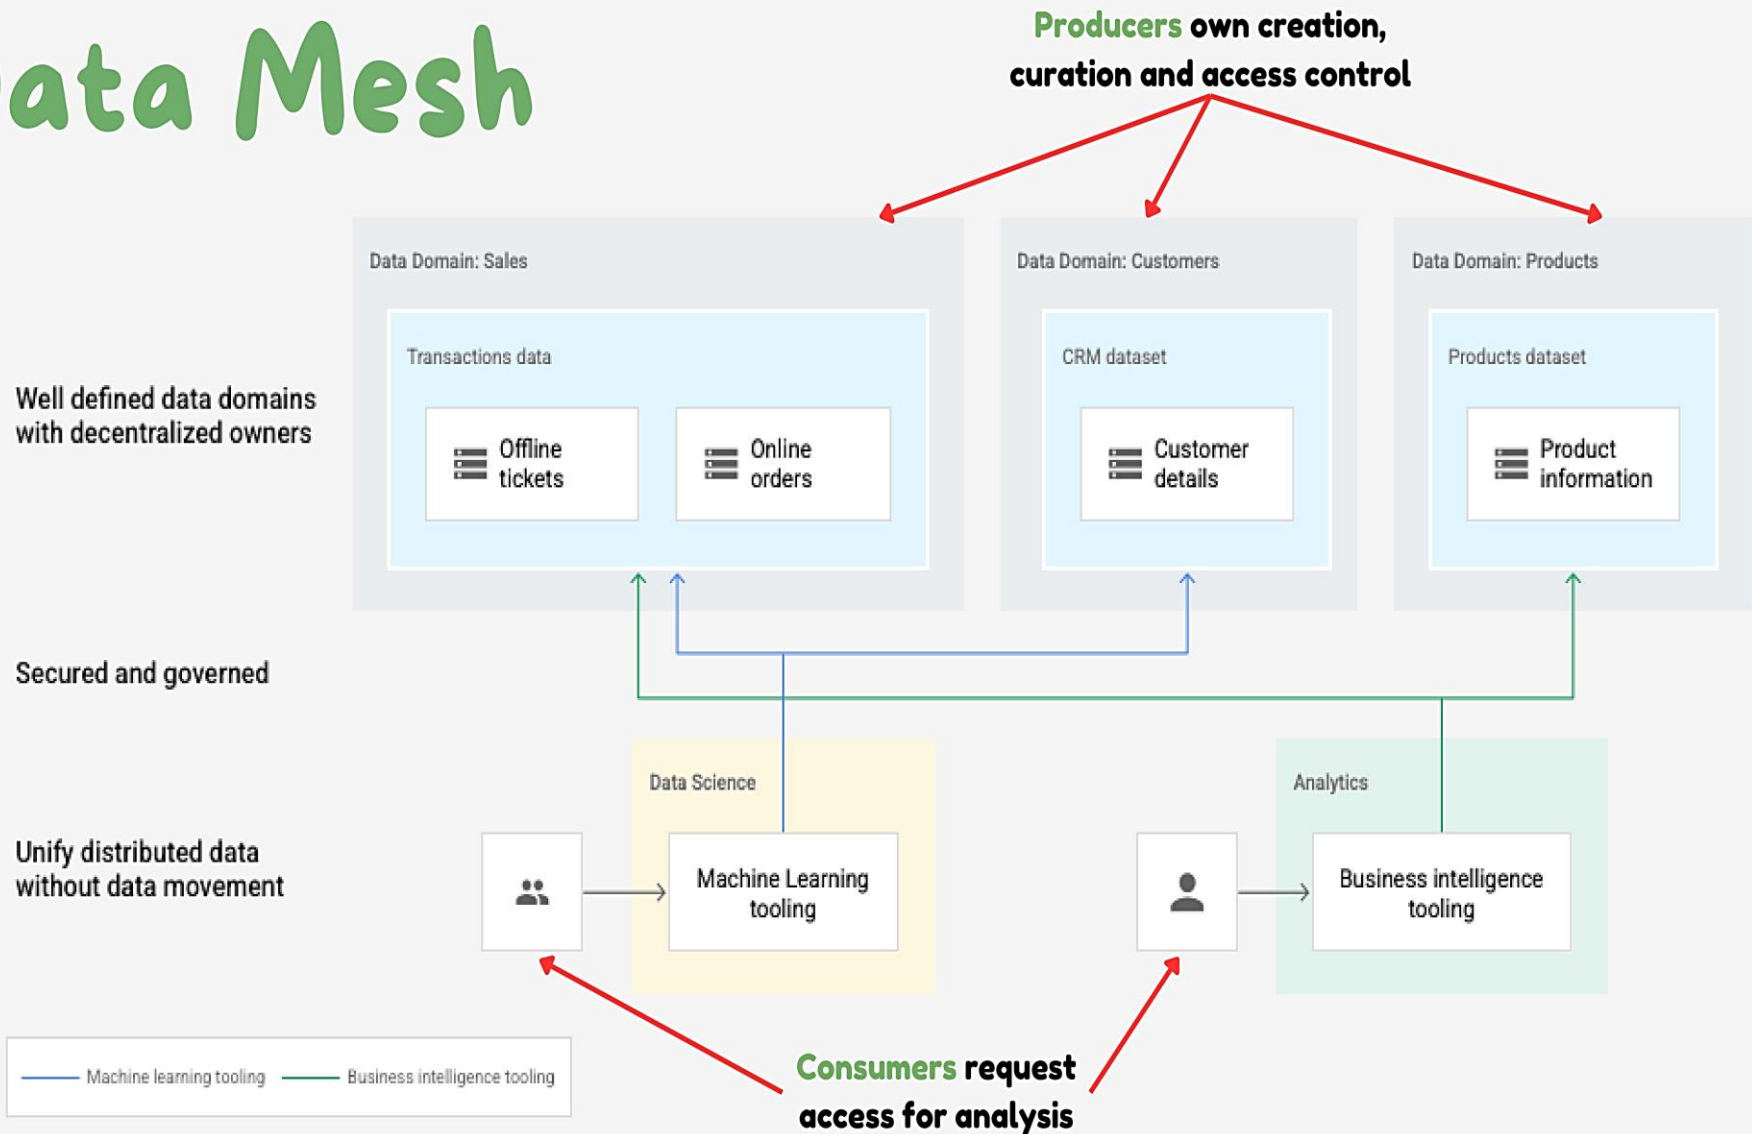 ata Mesh
Producers own creation,
curation and access control
Data Domain: Sales
Data Domain: Customers
Data Domain: Products
Transactions data
CRM dataset
Products dataset
Well defined data domains
with decentralized owners
Offline
tickets
Online
orders
Customer
details
Product
information
Secured and governed
Data Science
Analytics
Unify distributed data
without data movement
Machine Learning
tooling
Business intelligence
tooling
Machine learning tooling
Business intelligence tooling
Consumers request
access for analysis